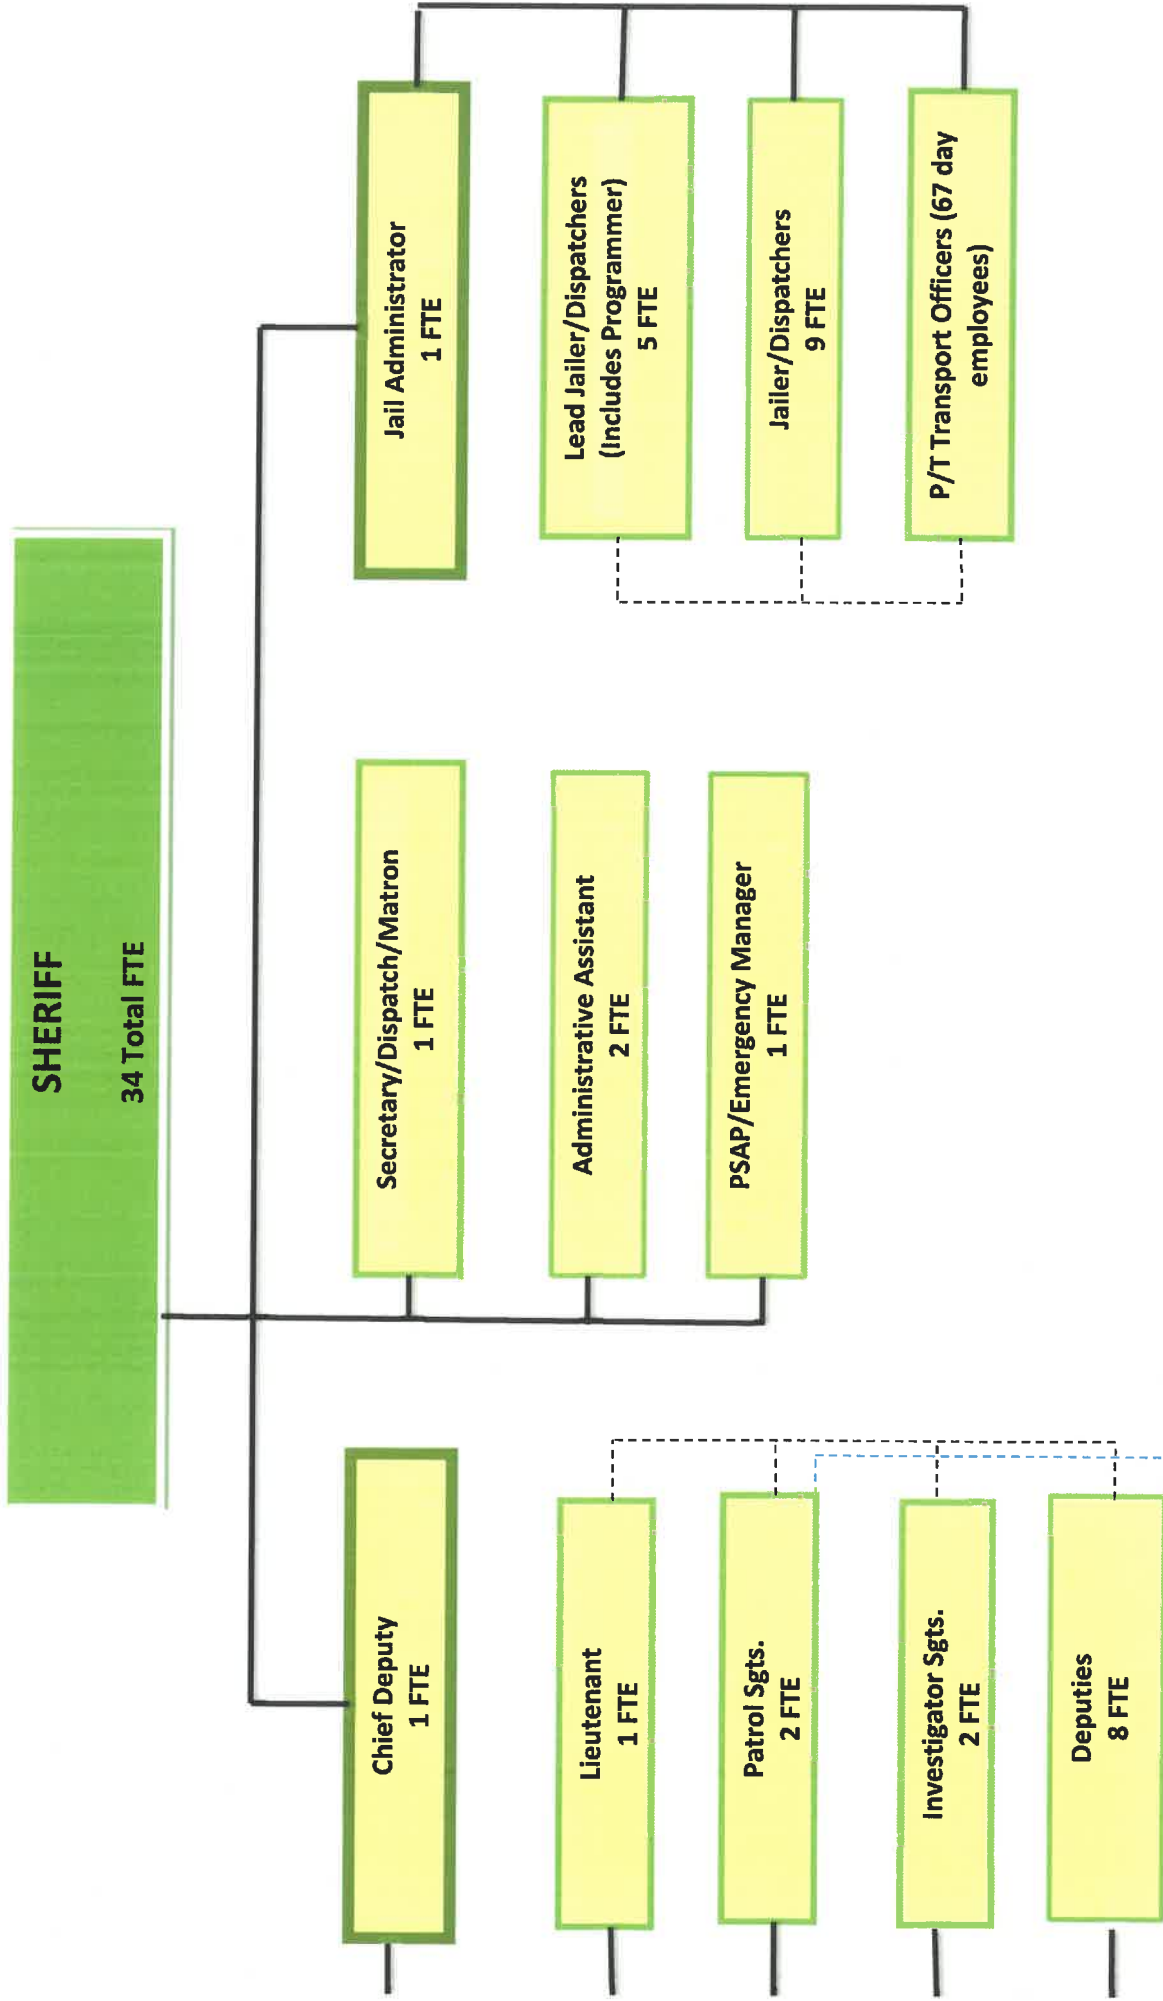 SHERIFF
34 Total FTE
Chief Deputy
1 FTE
Lieutenant
1 FTE
Patrol Sgts.
2 FTE
Investigator Sgts.
2 FTE
Deputies
8 FTE
Secretary/Dispatch/Matron
1 FTE
Administrative Assistant
2 FTE
PSAP/Emergency Manager
1 FTE
Jail Administrator
1 FTE
Lead Jailer/Dispatchers
(Includes Programmer)
5 FTE
Jailer/Dispatchers
9 FTE
P/T Transport Officers (67 day
employees)